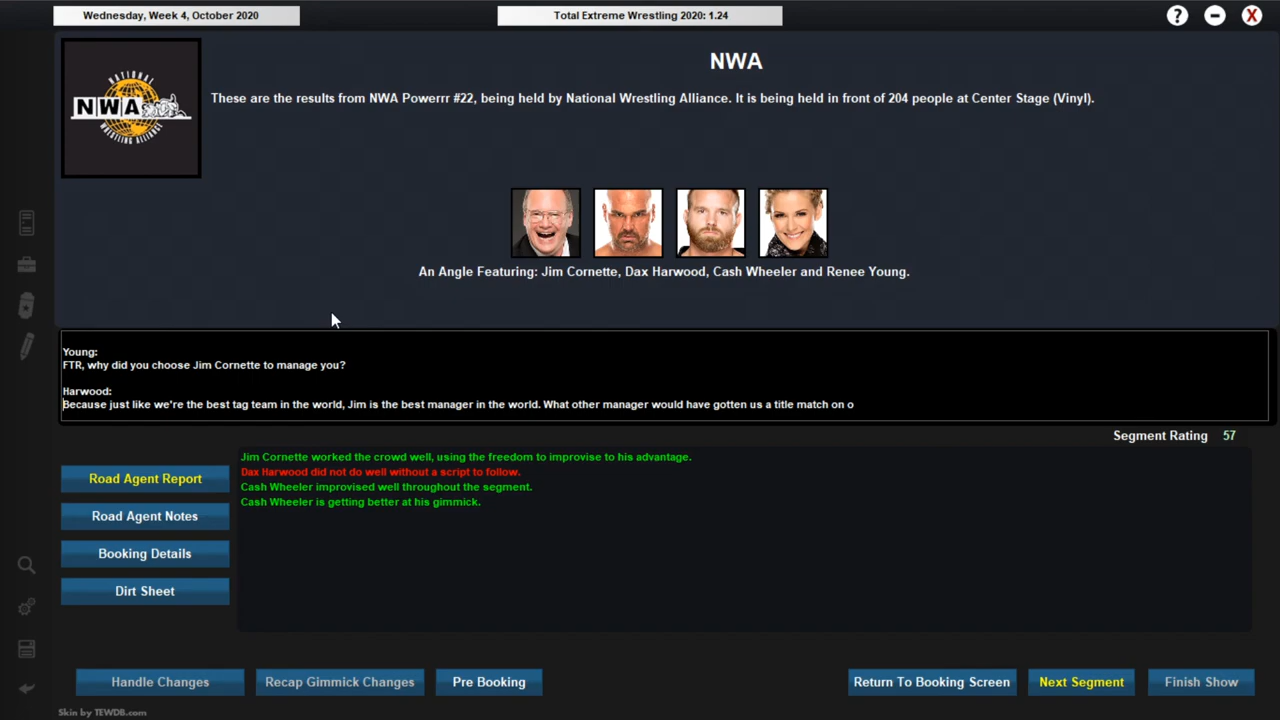 Wednesday, Week 4, October 2020
Total Extreme Wrestling 2020: 1.24
?
X
NATIONAL
NWA
WRESTLING ALLIANCE
NWA
These are the results from NWA Powerrr #22, being held by National Wrestling Alliance. It is being held in front of 204 people at Center Stage (Vinyl).
An Angle Featuring: Jim Cornette, Dax Harwood, Cash Wheeler and Renee Young.
Young:
FTR, why did you choose Jim Cornette to manage you?
Harwood:
Because just like we're the best tag team in the world, Jim is the best manager in the world. What other manager would have gotten us a title match on o
Segment Rating 57
Road Agent Report
Road Agent Notes
Booking Details
Dirt Sheet
Jim Cornette worked the crowd well, using the freedom to improvise to his advantage.
Dax Harwood did not do well without a script to follow.
Cash Wheeler improvised well throughout the segment.
Cash Wheeler is getting better at his gimmick.
Handle Changes
Recap Gimmick Changes
Pre Booking
Return To Booking Screen
Next Segment
Finish Show
Skin by TEWDB.com